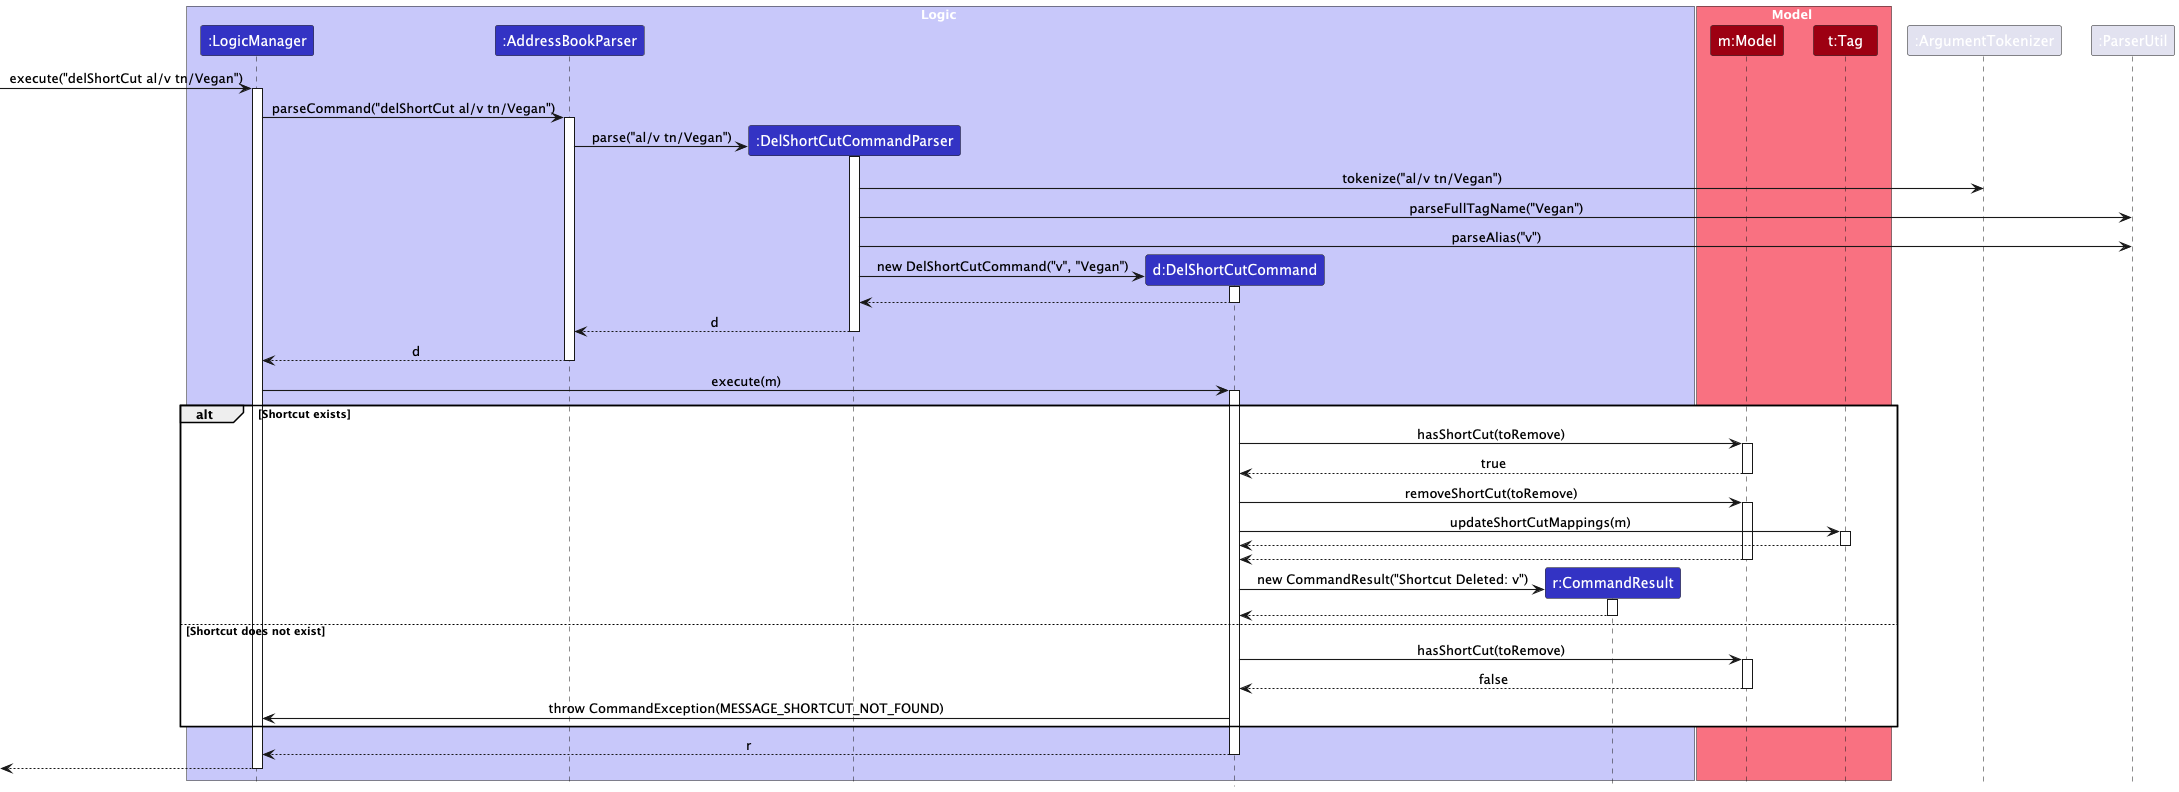 Logic
Model
:LogicManager
:AddressBookParser
m:Model
t:Tag
:ArgumentTokenizer
:ParserUtil
execute("delShortCut al/v tn/Vegan")
parseCommand("delShortCut al/v tn/Vegan")
parse("al/v tn/Vegan")
:DelShortCutCommandParser
tokenize("al/v tn/Vegan")
parseFullTagName("Vegan")
parseAlias("v")
new DelShortCutCommand("v", "Vegan")
d:DelShortCutCommand
d
d
execute(m)
alt
[Shortcut exists]
hasShortCut(toRemove)
true
removeShortCut(toRemove)
updateShortCutMappings(m)
new CommandResult("Shortcut Deleted: v")
r:CommandResult
[Shortcut does not exist]
hasShortCut(toRemove)
false
throw CommandException(MESSAGE_SHORTCUT_NOT_FOUND)
r